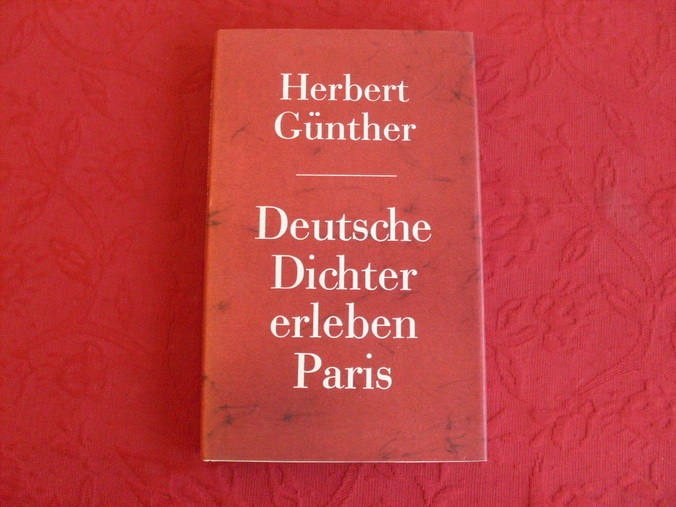 Herbert
Günther
Deutsche
Dichter
erleben
Paris